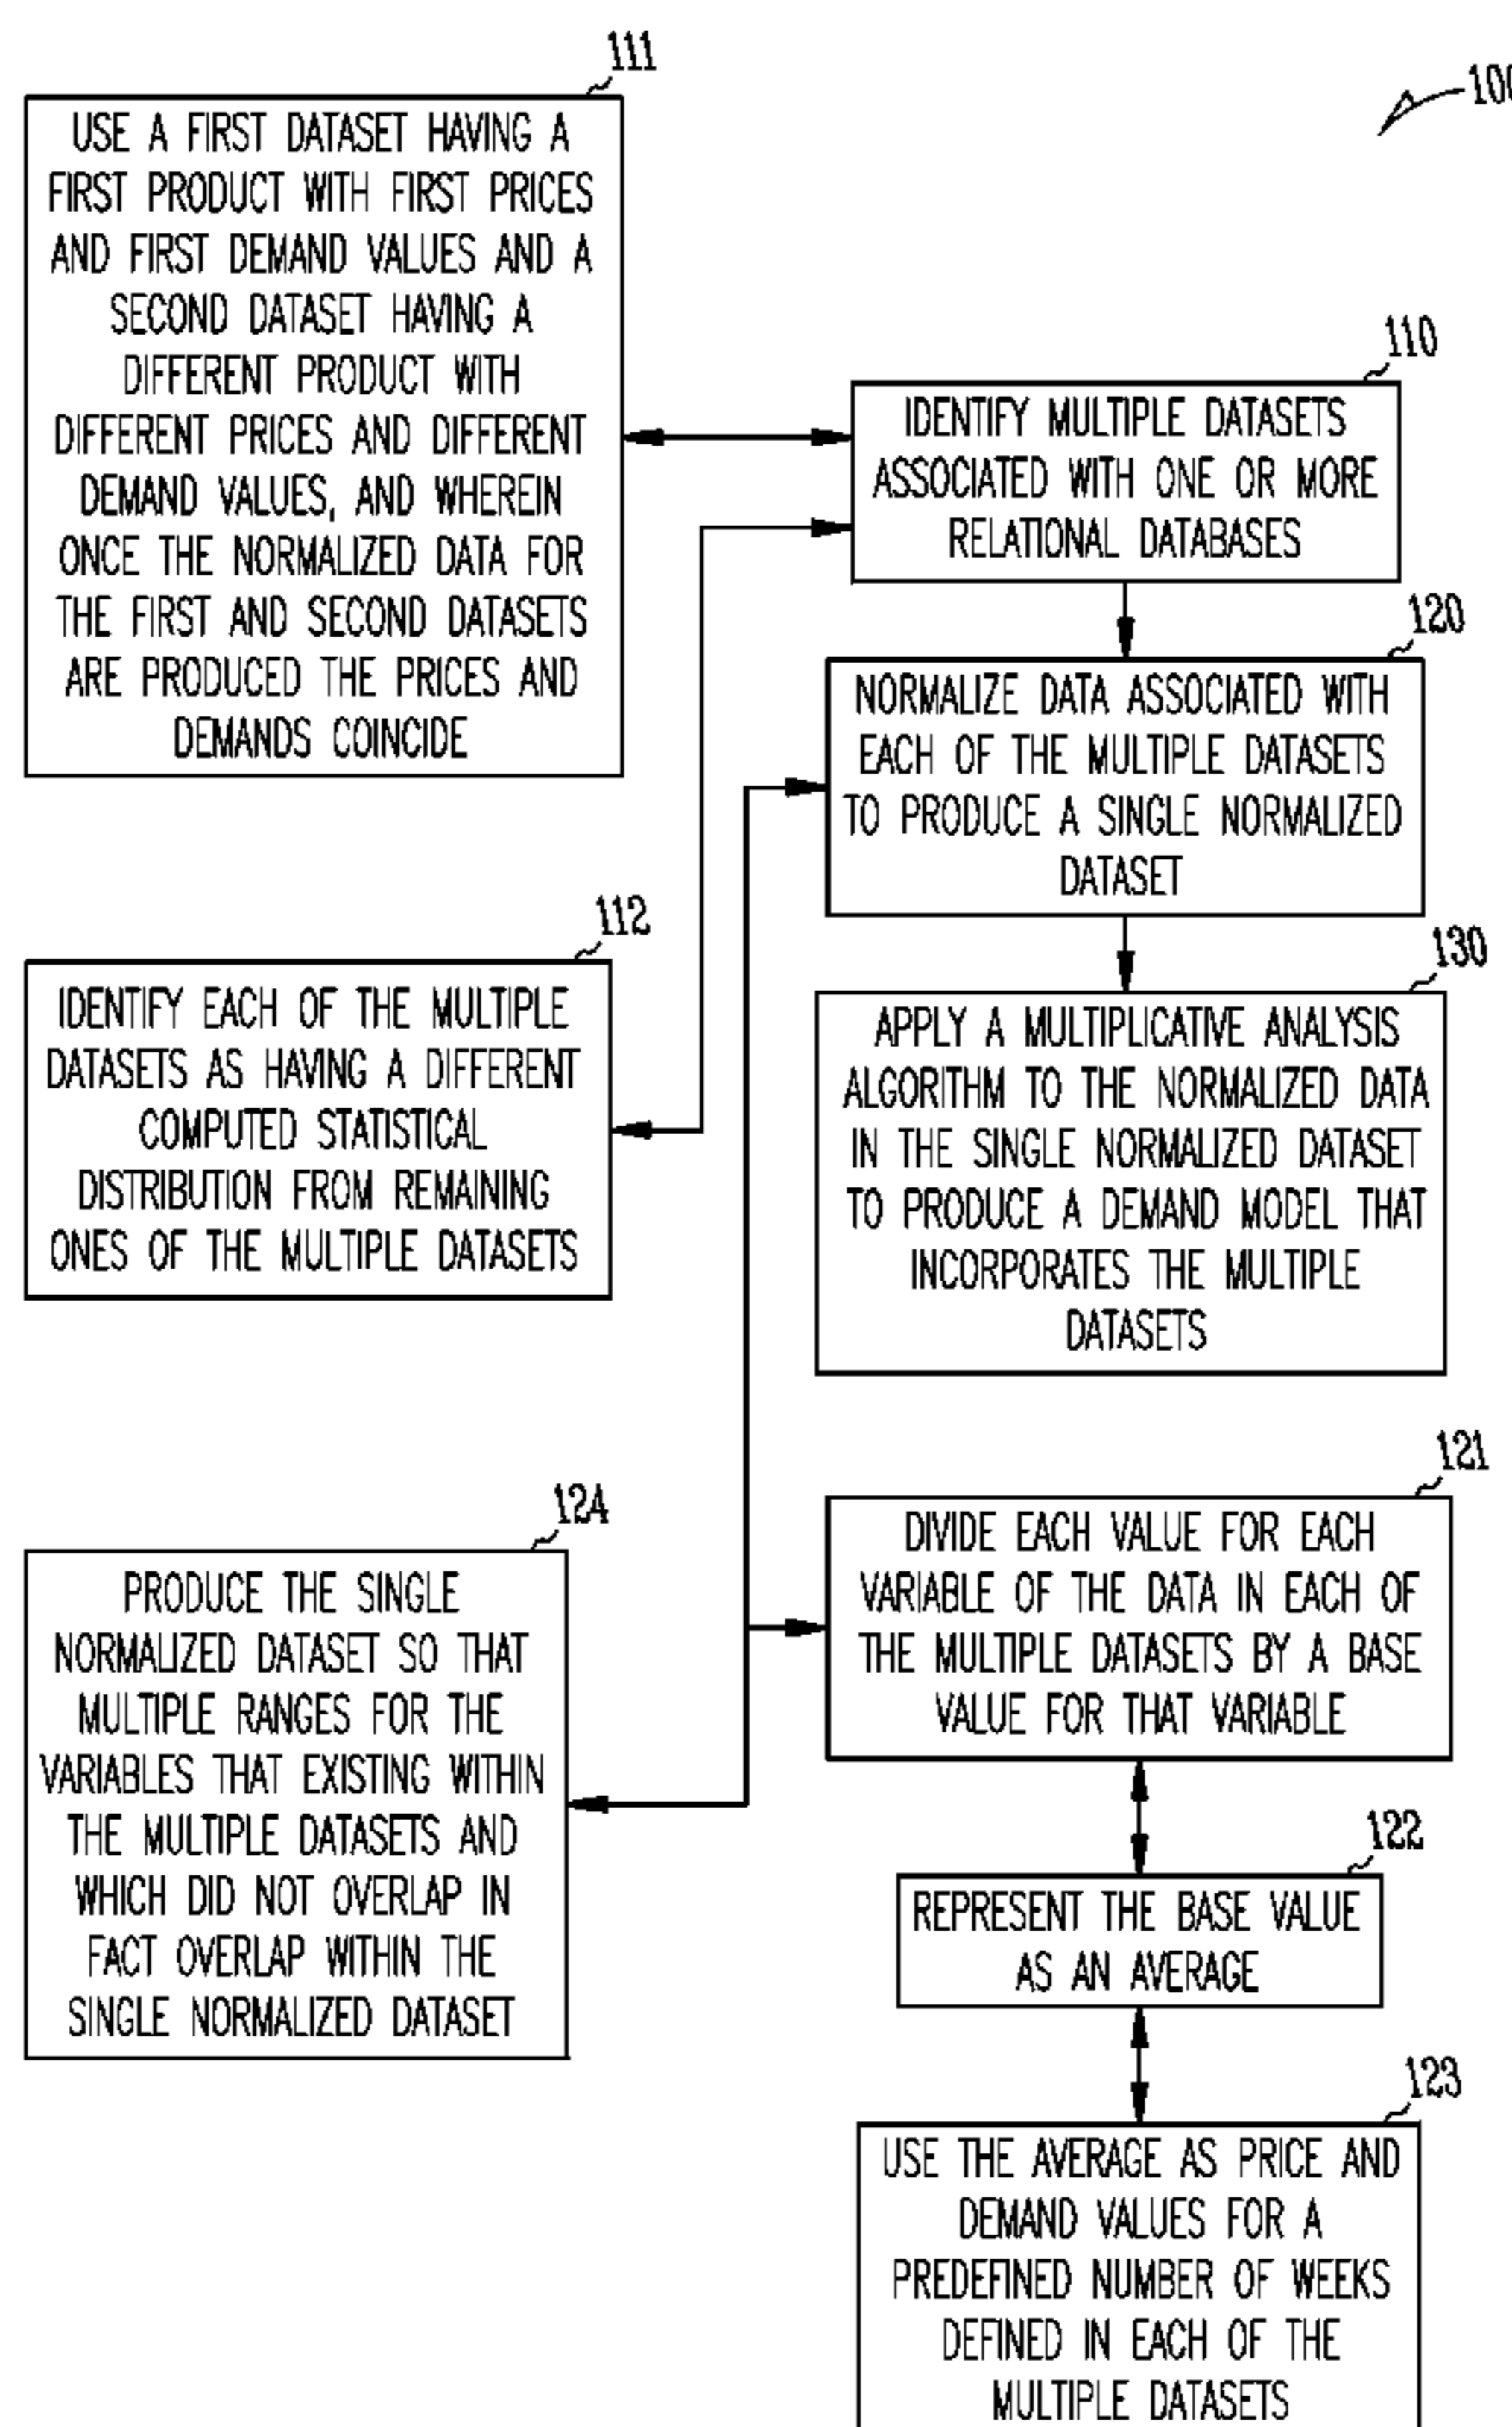 111
USE A FIRST DATASET HAVING A
FIRST PRODUCT WITH FIRST PRICES
AND FIRST DEMAND VALUES AND A
SECOND DATASET HAVING A
DIFFERENT PRODUCT WITH
DIFFERENT PRICES AND DIFFERENT
DEMAND VALUES, AND WHEREIN
ONCE THE NORMALIZED DATA FOR
THE FIRST AND SECOND DATASETS
ARE PRODUCED THE PRICES AND
DEMANDS COINCIDE
100
110
IDENTIFY MULTIPLE DATASETS
ASSOCIATED WITH ONE OR MORE
RELATIONAL DATABASES
120
NORMALIZE DATA ASSOCIATED WITH
EACH OF THE MULTIPLE DATASETS
TO PRODUCE A SINGLE NORMALIZED
DATASET
112
IDENTIFY EACH OF THE MULTIPLE
DATASETS AS HAVING A DIFFERENT
COMPUTED STATISTICAL
DISTRIBUTION FROM REMAINING
ONES OF THE MULTIPLE DATASETS
130
APPLY A MULTIPLICATIVE ANALYSIS
ALGORITHM TO THE NORMALIZED DATA
IN THE SINGLE NORMALIZED DATASET
TO PRODUCE A DEMAND MODEL THAT
INCORPORATES THE MULTIPLE
DATASETS
124
PRODUCE THE SINGLE
NORMALIZED DATASET SO THAT
MULTIPLE RANGES FOR THE
VARIABLES THAT EXISTING WITHIN
THE MULTIPLE DATASETS AND
WHICH DID NOT OVERLAP IN
FACT OVERLAP WITHIN THE
SINGLE NORMALIZED DATASET
121
DIVIDE EACH VALUE FOR EACH
VARIABLE OF THE DATA IN EACH OF
THE MULTIPLE DATASETS BY A BASE
VALUE FOR THAT VARIABLE
122
REPRESENT THE BASE VALUE
AS AN AVERAGE
123
USE THE AVERAGE AS PRICE AND
DEMAND VALUES FOR A
PREDEFINED NUMBER OF WEEKS
DEFINED IN EACH OF THE
MULTIPLE DATASETS